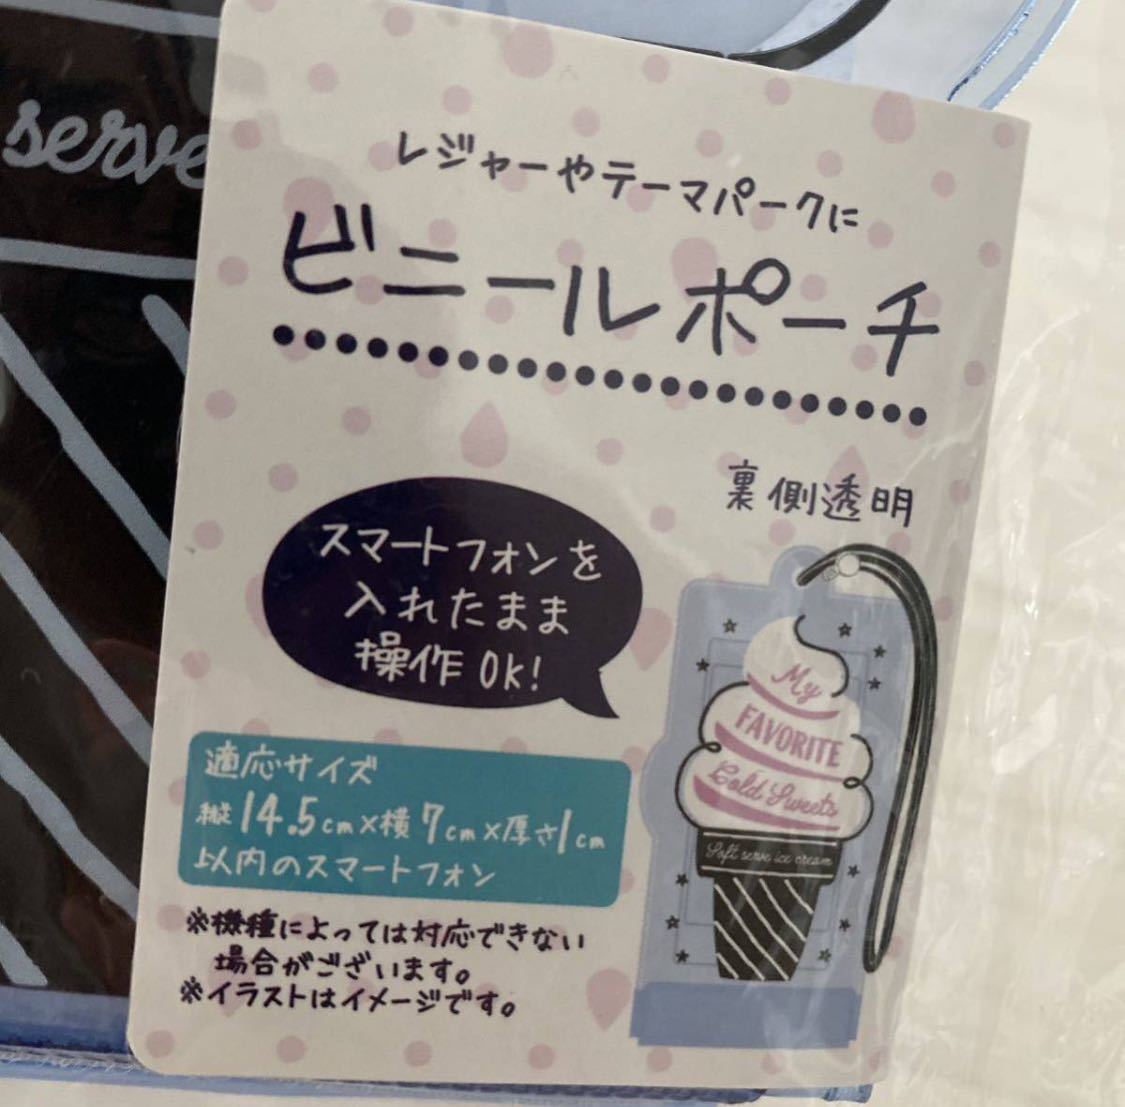 serve
レジャーやテーマパークに
ビニールポーチ
裏側透明
スマートフォンを
入れたまま
操作OK!
適応サイズ
縦14.5cm×横7cm×厚さ1cm
以内のスマートフォン
※機種によっては対応できない
場合がございます。
※イラストはイメージです。
My
FAVORITE
Cold Sweets
Soft serve ice cream